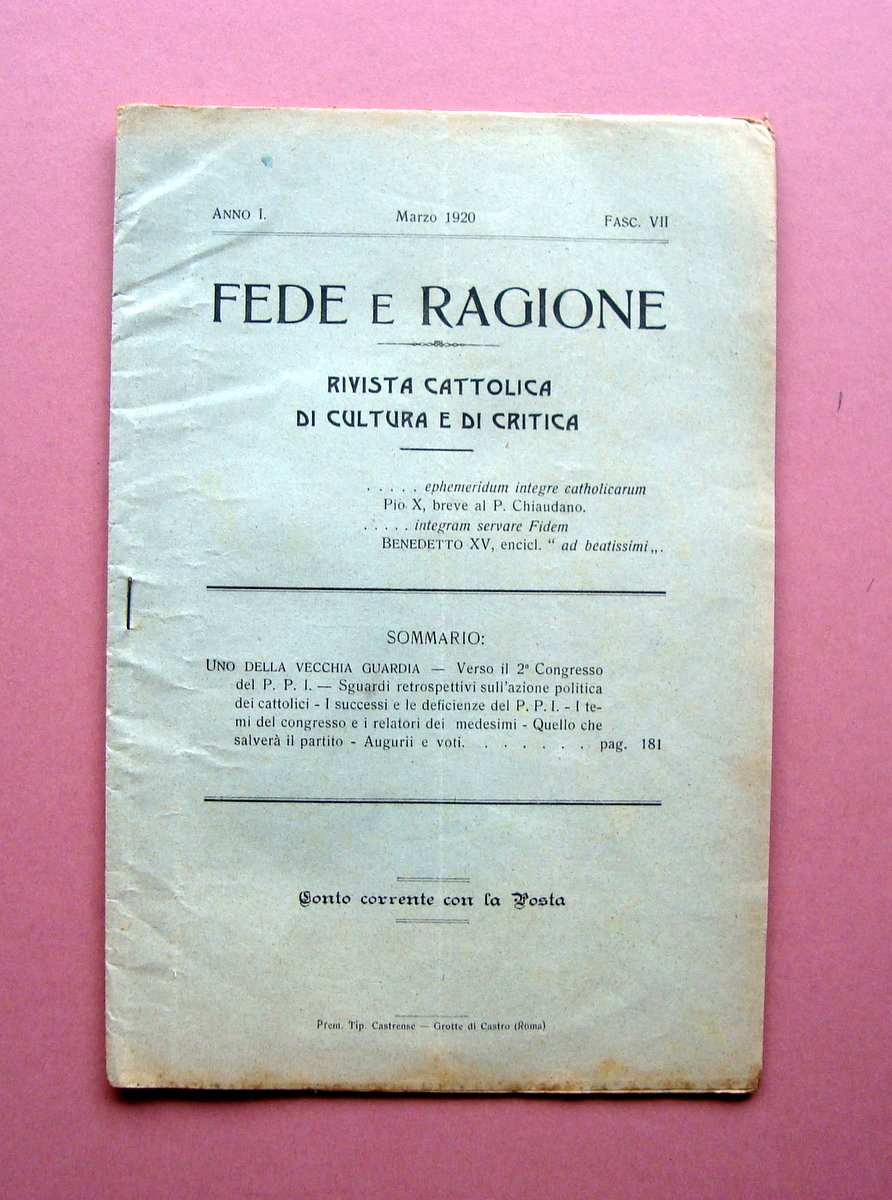 ANNO I. Marzo 1920 FASC. VII
FEDE E RAGIONE
RIVISTA CATTOLICA
DI CULTURA E DI CRITICA
. . . . . ephemeridum integre catholicarum
Pio X, breve al P. Chiaudano.
. . . . . integram servare Fidem
BENEDETTO XV, encicl. “ ad beatissimi „.
SOMMARIO:
UNO DELLA VECCHIA GUARDIA — Verso il 2º Congresso
del P. P. I. — Sguardi retrospettivi sull'azione politica
dei cattolici - I successi e le deficienze del P. P. I. - I te-
mi del congresso e i relatori dei medesimi - Quello che
salverà il partito - Augurii e voti. . . . . . . . pag. 181
Conto corrente con la Posta
Prem. Tip. Castrense — Grotte di Castro (Roma)